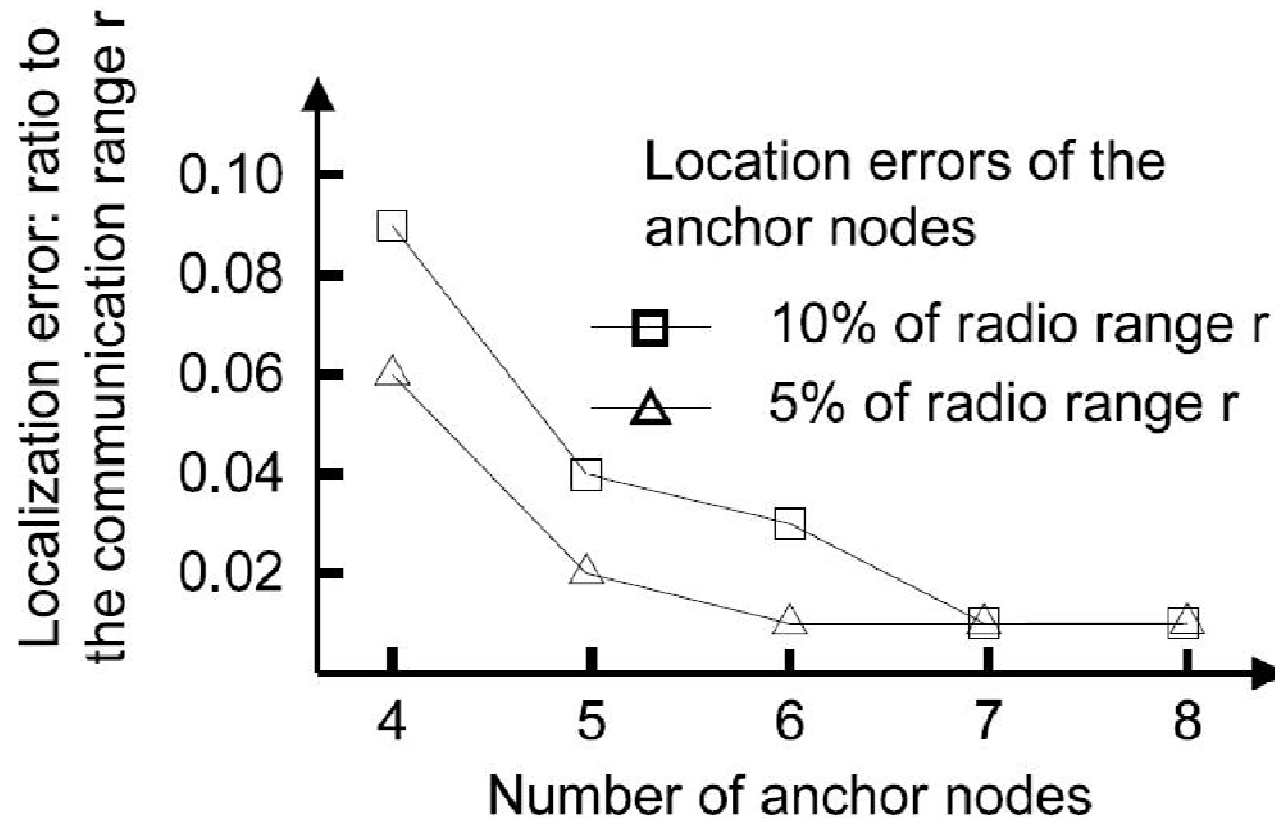 Localization error: ratio to
the communication range r
0.10
0.08
0.06
0.04
0.02
Location errors of the
anchor nodes
10% of radio range r
5% of radio range r
4 5 6 7 8
Number of anchor nodes